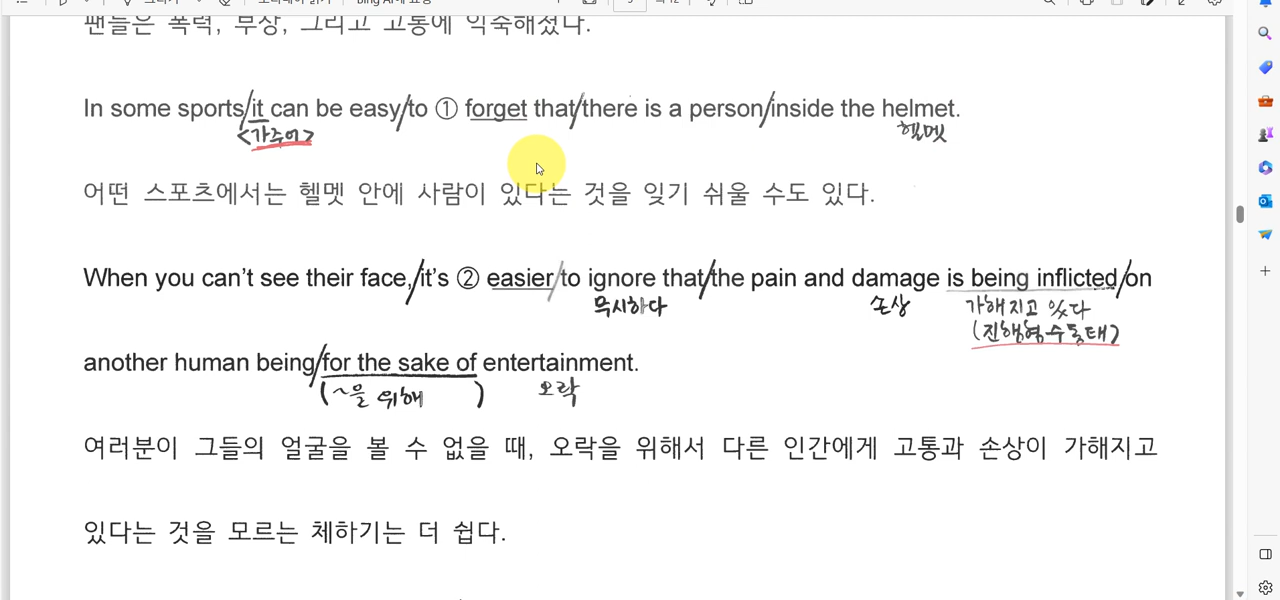 팬들은 폭력, 부상, 그리고 고통에 익숙해졌다.
In some sports/it can be easy/to ① forget that/there is a person/inside the helmet.
<가주어> 헬멧
어떤 스포츠에서는 헬멧 안에 사람이 있다는 것을 잊기 쉬울 수도 있다.
When you can't see their face,/it's ② easier/to ignore that/the pain and damage is being inflicted/on
무시하다 손상 가해지고 있다
(진행형수동태)
another human being/for the sake of entertainment.
(~을 위해 ) 오락
여러분이 그들의 얼굴을 볼 수 없을 때, 오락을 위해서 다른 인간에게 고통과 손상이 가해지고
있다는 것을 모르는 체하기는 더 쉽다.